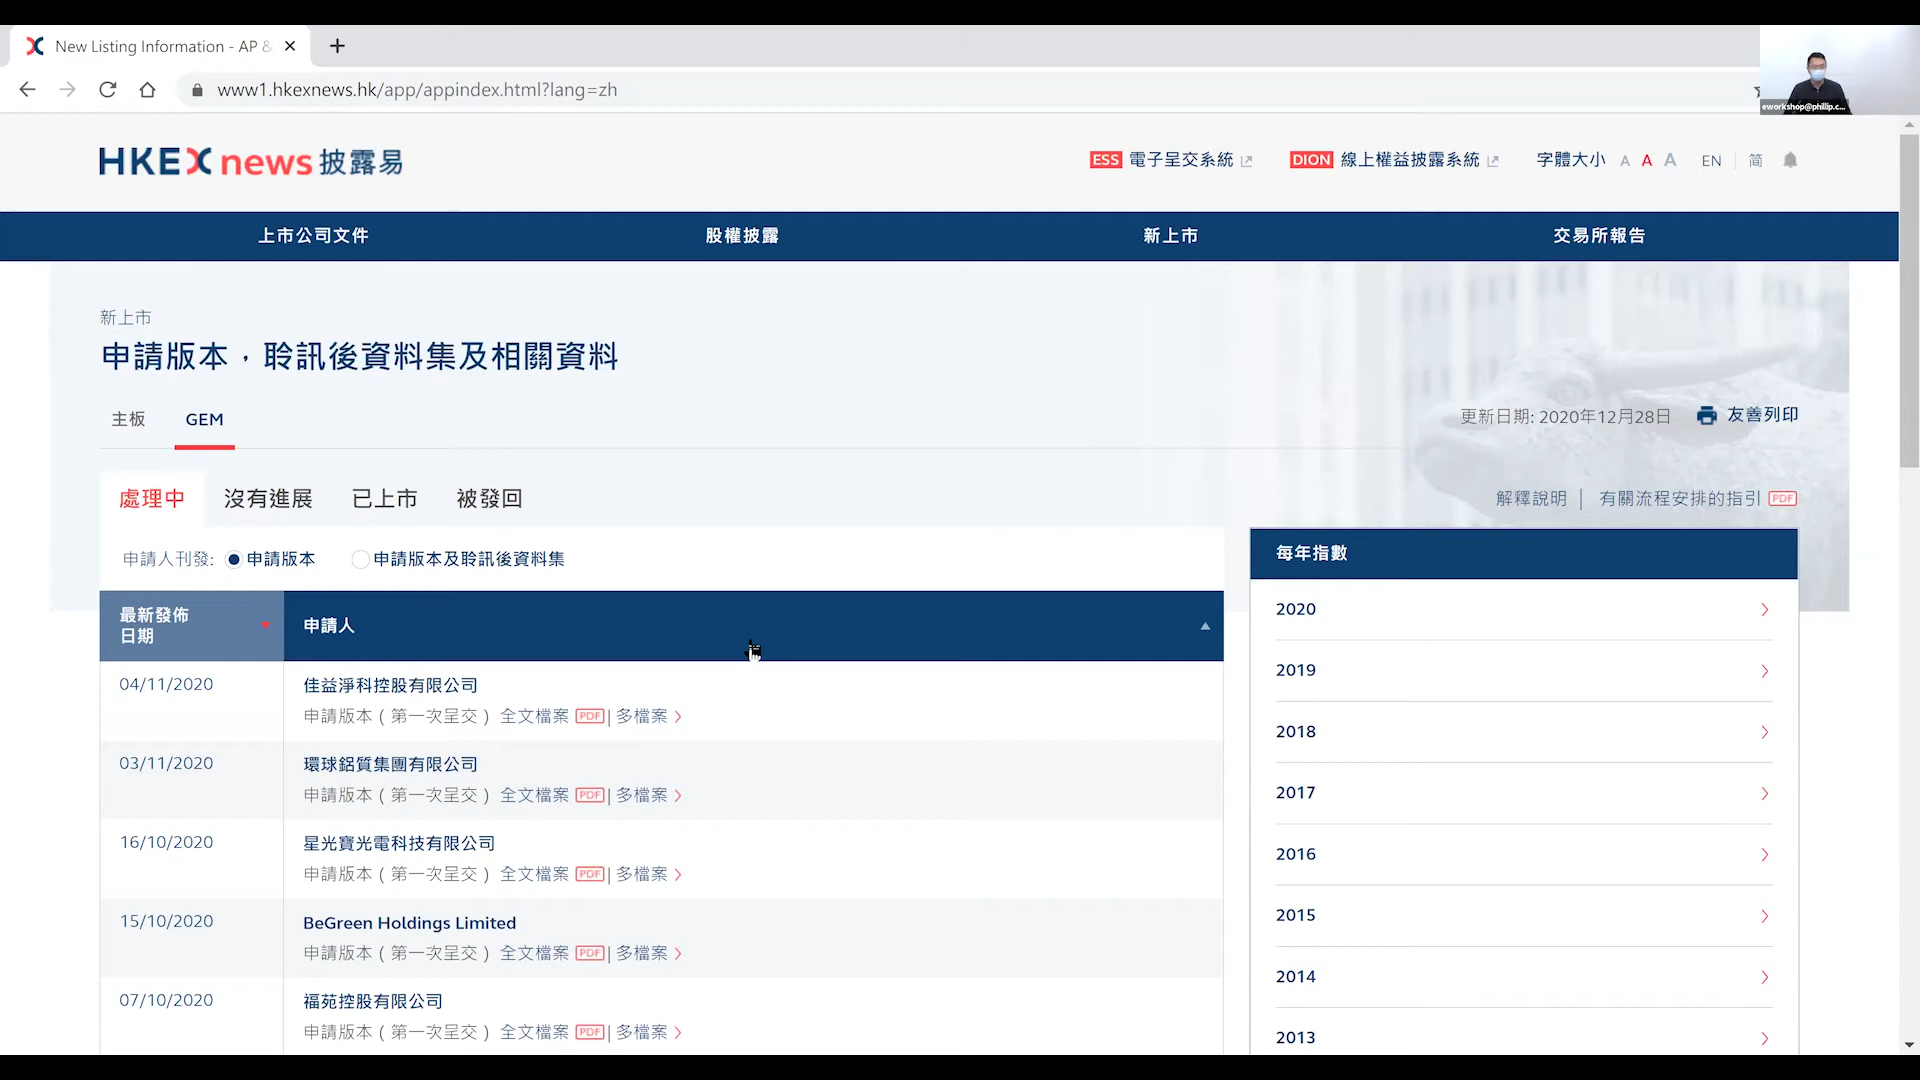 New Listing Information - AP &
www1.hkexnews.hk/app/appindex.html?lang=zh
eworkshop@phillip.c...
HKEXnews 披露易
ESS 電子呈交系統
DION 線上權益披露系統
字體大小 A A A
EN
简
上市公司文件
股權披露
新上市
交易所報告
新上市
申請版本，聆訊後資料集及相關資料
主板
GEM
更新日期: 2020年12月28日
友善列印
處理中
沒有進展
已上市
被發回
解釋說明 | 有關流程安排的指引 PDF
申請人刊發: 申請版本 申請版本及聆訊後資料集
最新發佈
日期
申請人
04/11/2020
佳益淨科控股有限公司
申請版本 ( 第一次呈交 ) 全文檔案 PDF | 多檔案
03/11/2020
環球鋁質集團有限公司
申請版本 ( 第一次呈交 ) 全文檔案 PDF | 多檔案
16/10/2020
星光寶光電科技有限公司
申請版本 ( 第一次呈交 ) 全文檔案 PDF | 多檔案
15/10/2020
BeGreen Holdings Limited
申請版本 ( 第一次呈交 ) 全文檔案 PDF | 多檔案
07/10/2020
福苑控股有限公司
申請版本 ( 第一次呈交 ) 全文檔案 PDF | 多檔案
每年指數
2020
2019
2018
2017
2016
2015
2014
2013